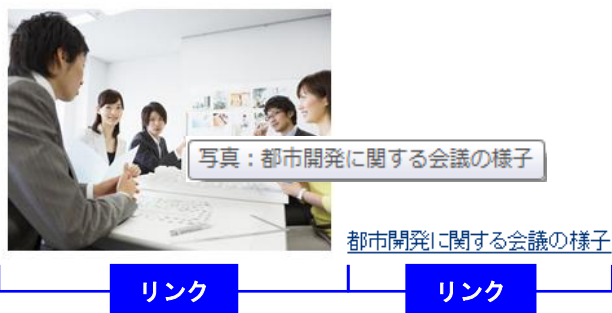 写真：都市開発に関する会議の様子
都市開発に関する会議の様子
リンク
リンク